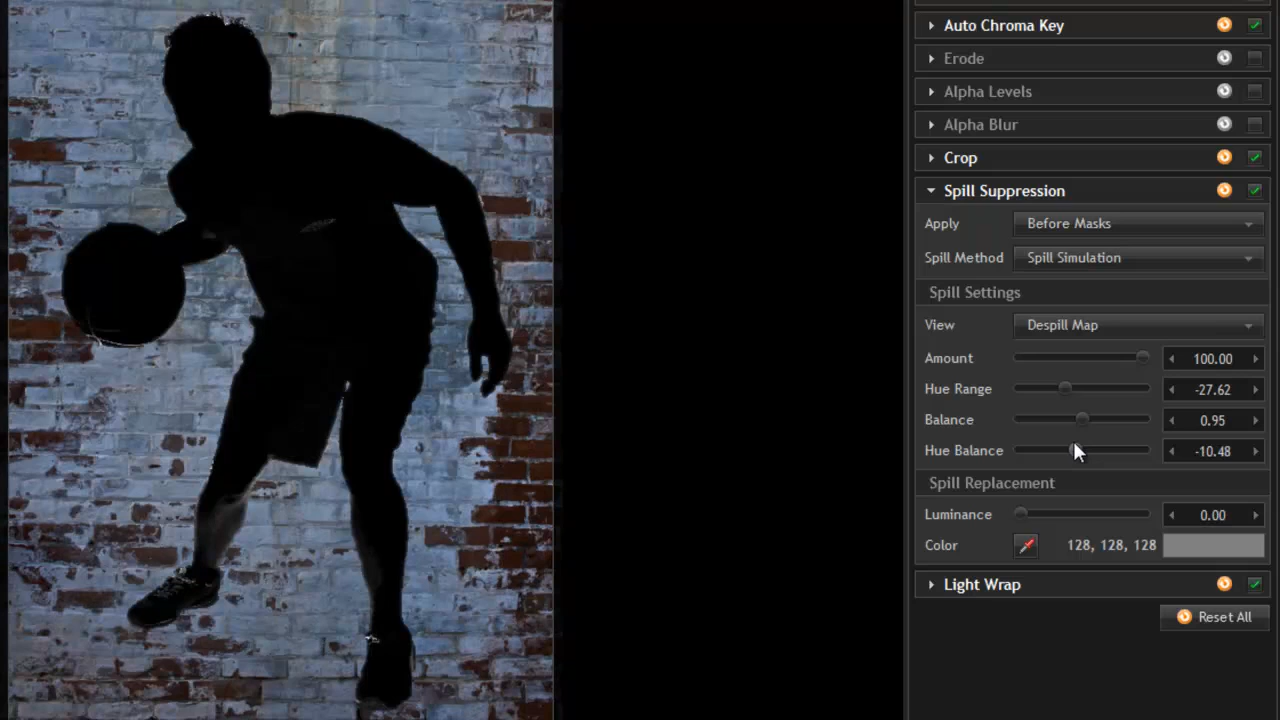 Auto Chroma Key
Erode
Alpha Levels
Alpha Blur
Crop
Spill Suppression
Apply Before Masks
Spill Method Spill Simulation
Spill Settings
View Despill Map
Amount 100.00
Hue Range -27.62
Balance 0.95
Hue Balance -10.48
Spill Replacement
Luminance 0.00
Color 128, 128, 128
Light Wrap
Reset All